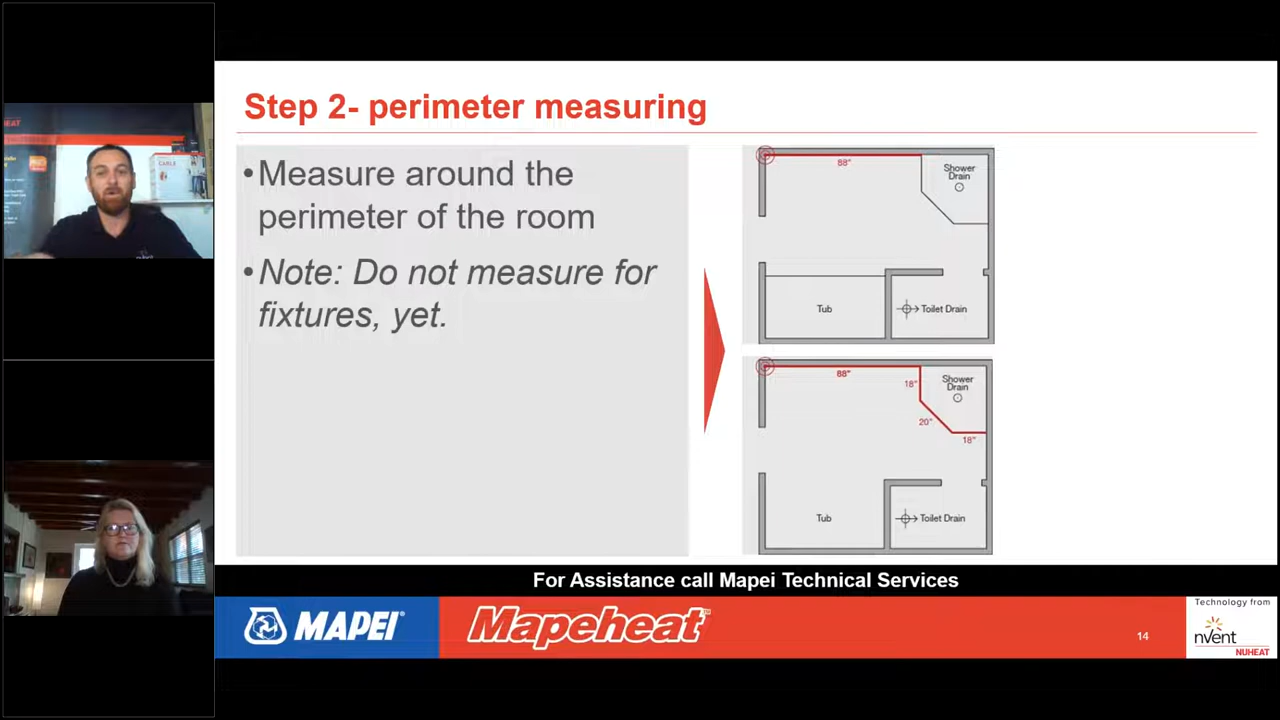 Step 2- perimeter measuring
•Measure around the
perimeter of the room
•Note: Do not measure for
fixtures, yet.
88"
Shower
Drain
Tub
Toilet Drain
88"
18"
Shower
Drain
20"
18"
Tub
Toilet Drain
For Assistance call Mapei Technical Services
MAPEI®
Mapeheat™
14
Technology from
nvent
NUHEAT
CABLE